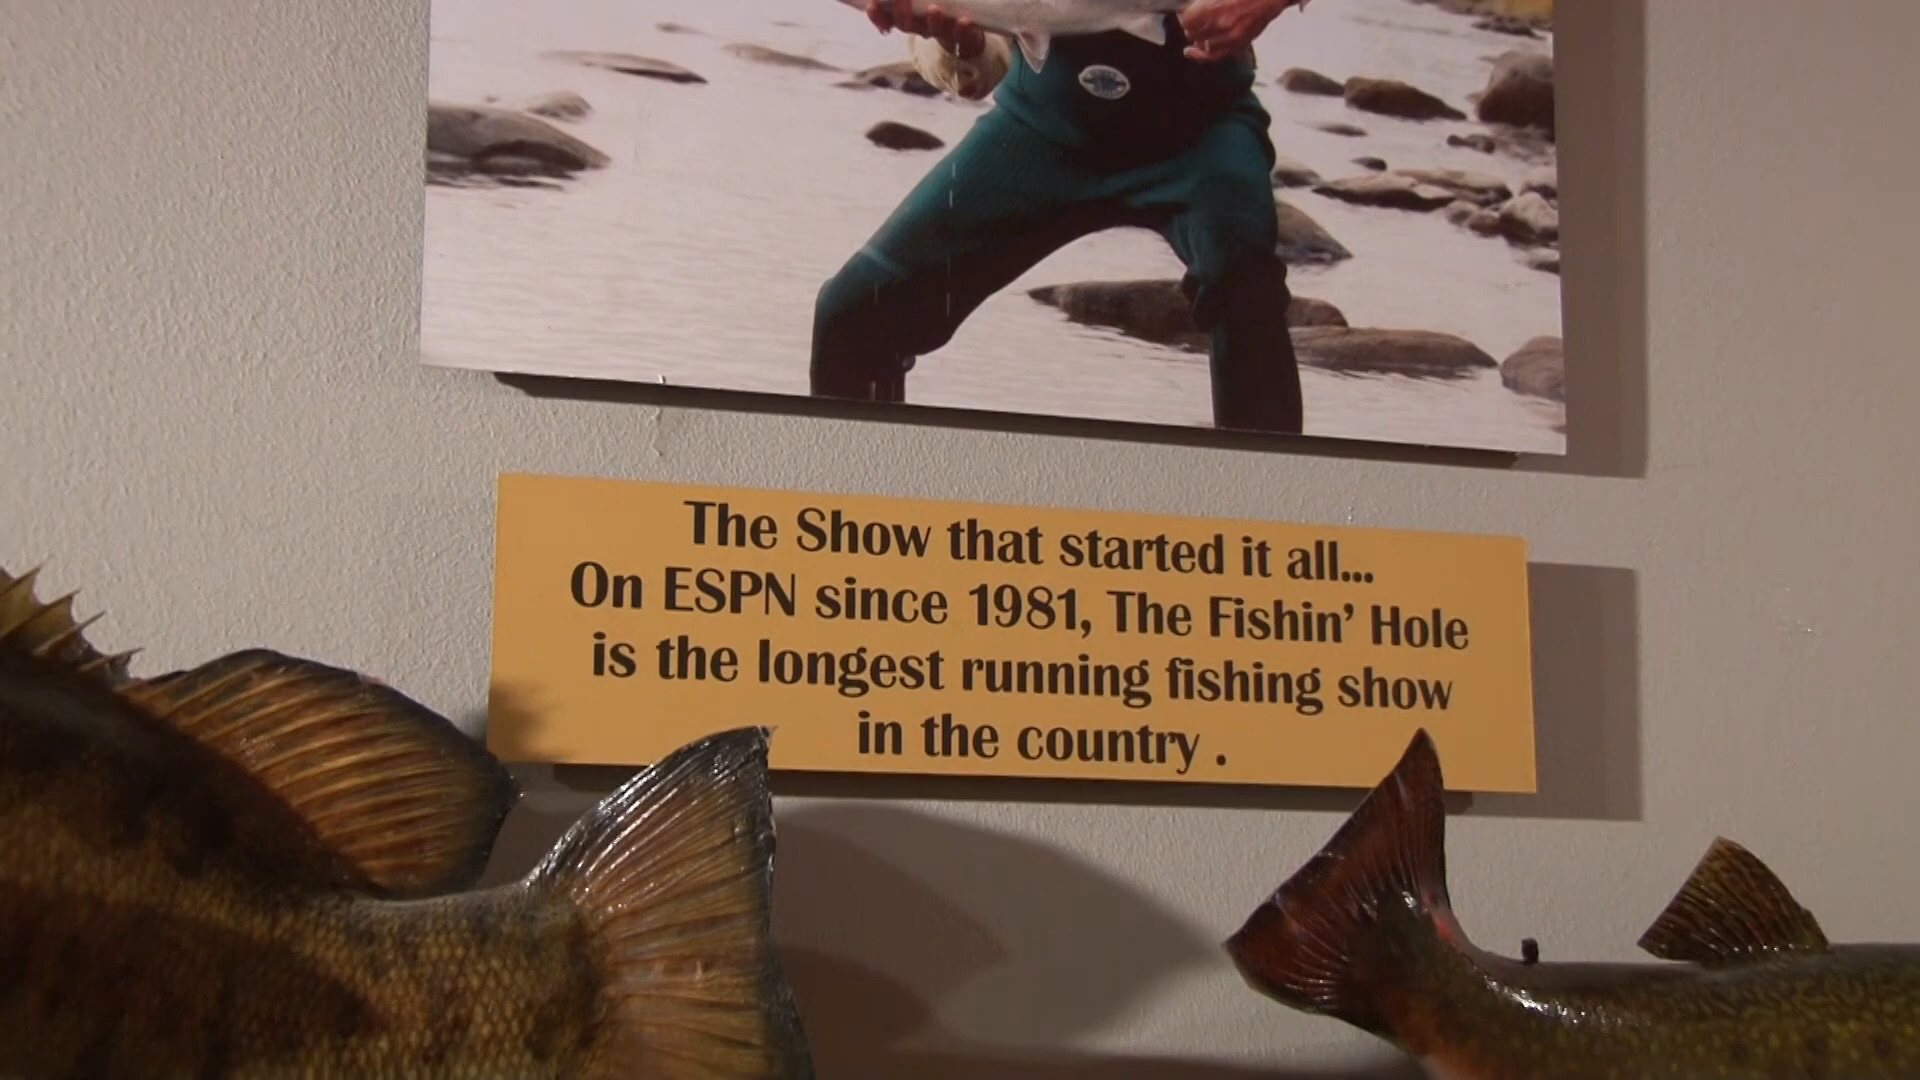 The Show that started it all...
On ESPN since 1981, The Fishin’ Hole
is the longest running fishing show
in the country .